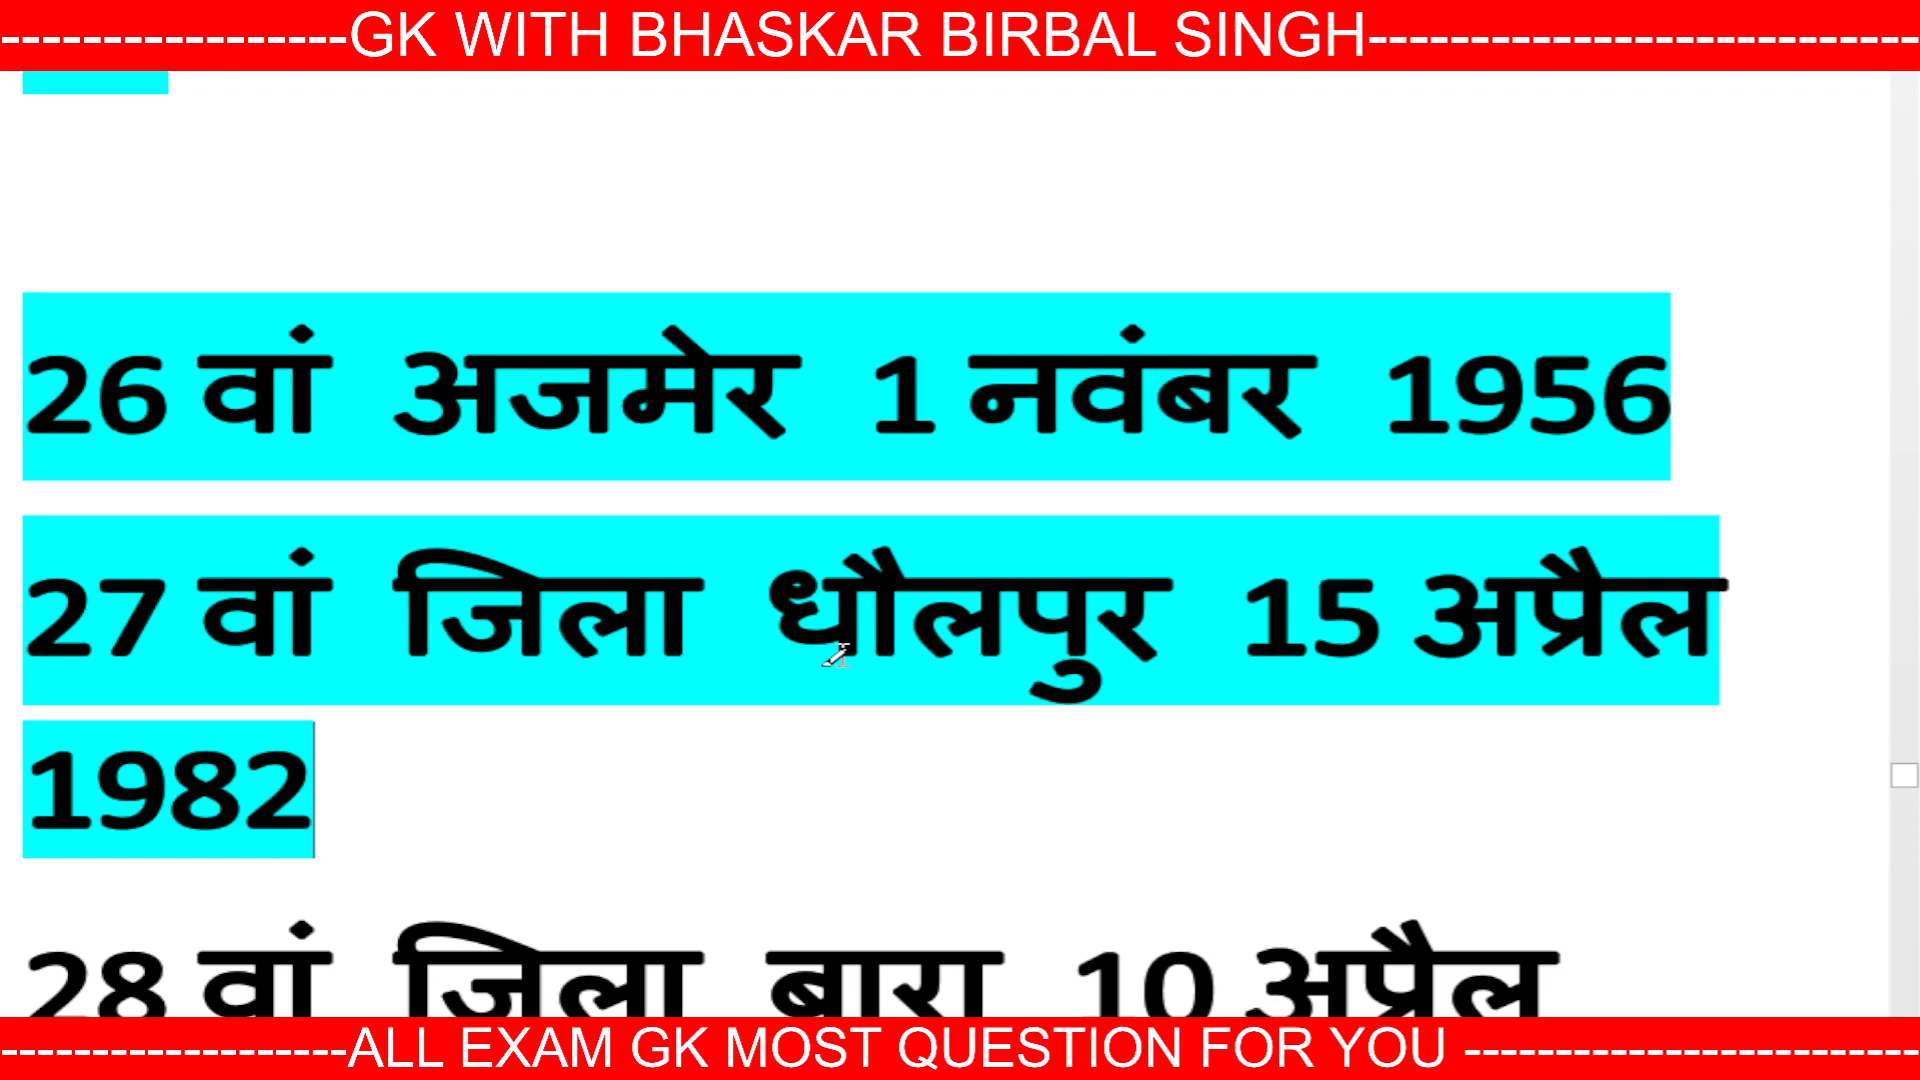 -----------------GK WITH BHASKAR BIRBAL SINGH---------------------------
26 वां अजमेर 1 नवंबर 1956
27 वां जिला धौलपुर 15 अप्रैल
1982
28 वां जिला बारा 10 अप्रैल
-------------------ALL EXAM GK MOST QUESTION FOR YOU -------------------------